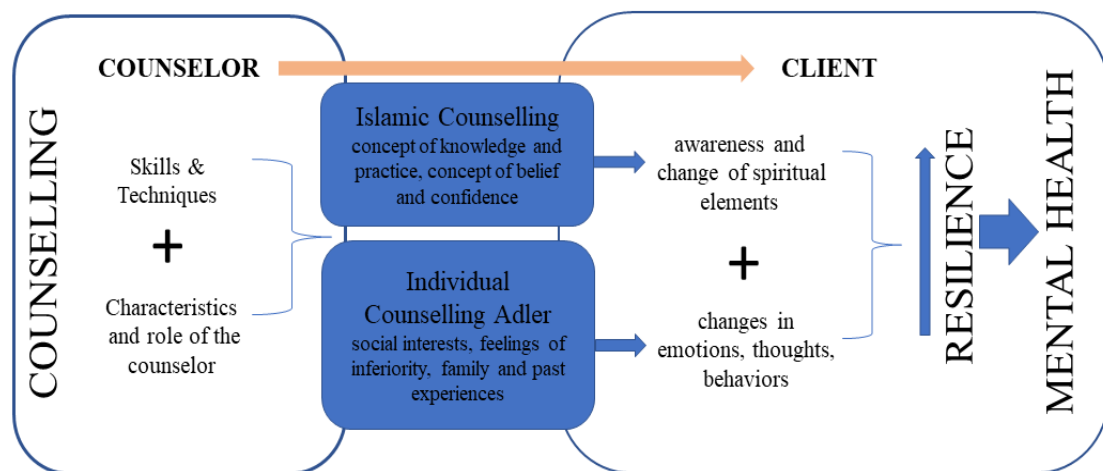 COUNSELLING
COUNSELOR
CLIENT
Skills &
Techniques
+
Characteristics
and role of the
counselor
Islamic Counselling
concept of knowledge and
practice, concept of belief
and confidence
Individual
Counselling Adler
social interests, feelings of
inferiority, family and past
experiences
awareness and
change of spiritual
elements
+
changes in
emotions, thoughts,
behaviors
RESILIENCE
MENTAL HEALTH